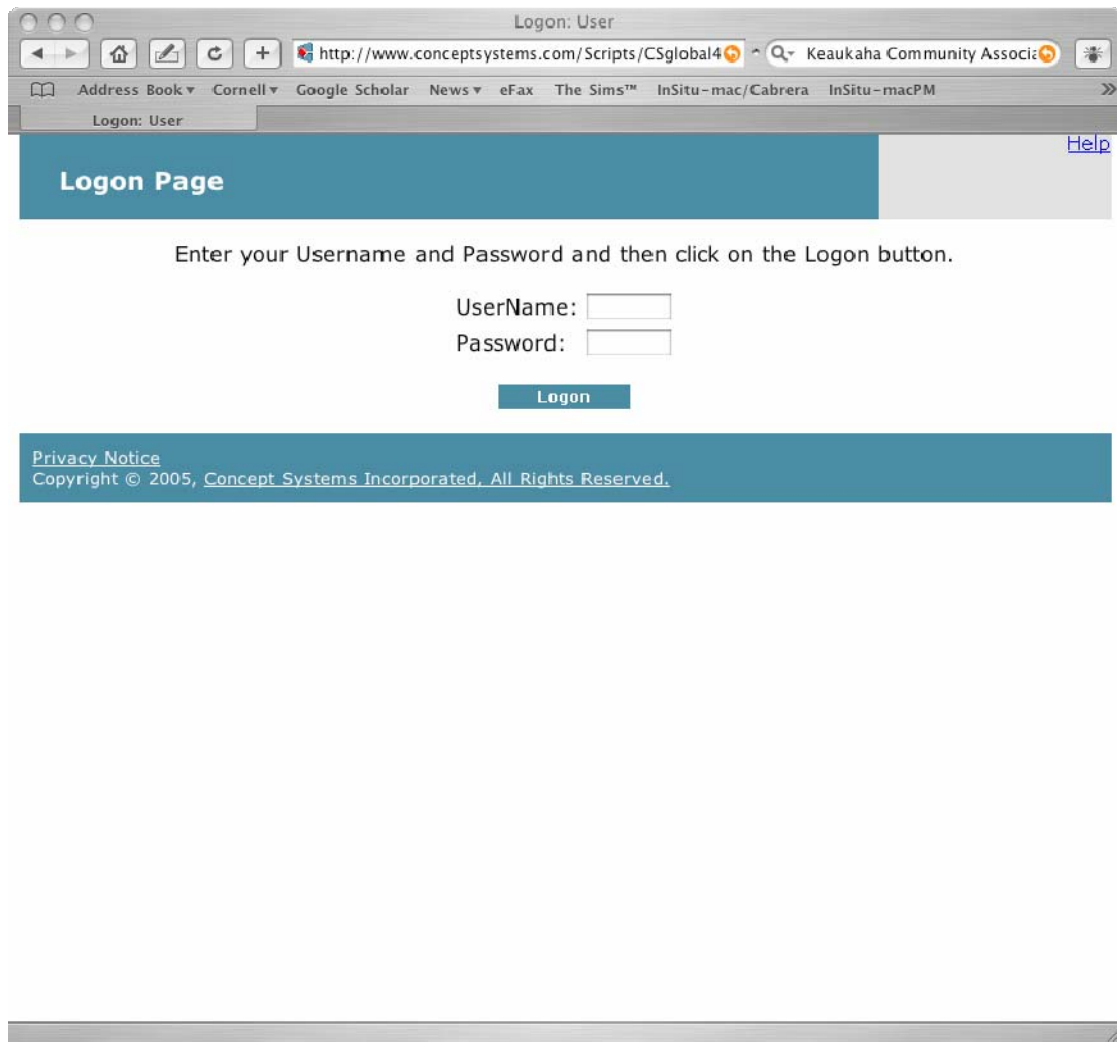 Logon: User
http://www.conceptsystems.com/Scripts/CSglobal4 Keaukaha Community Associa
Address Book Cornell Google Scholar News eFax The Sims™ InSitu-mac/Cabrera InSitu-macPM »
Logon: User
Help
Logon Page
Enter your Username and Password and then click on the Logon button.
UserName:
Password:
Logon
Privacy Notice
Copyright © 2005, Concept Systems Incorporated, All Rights Reserved.